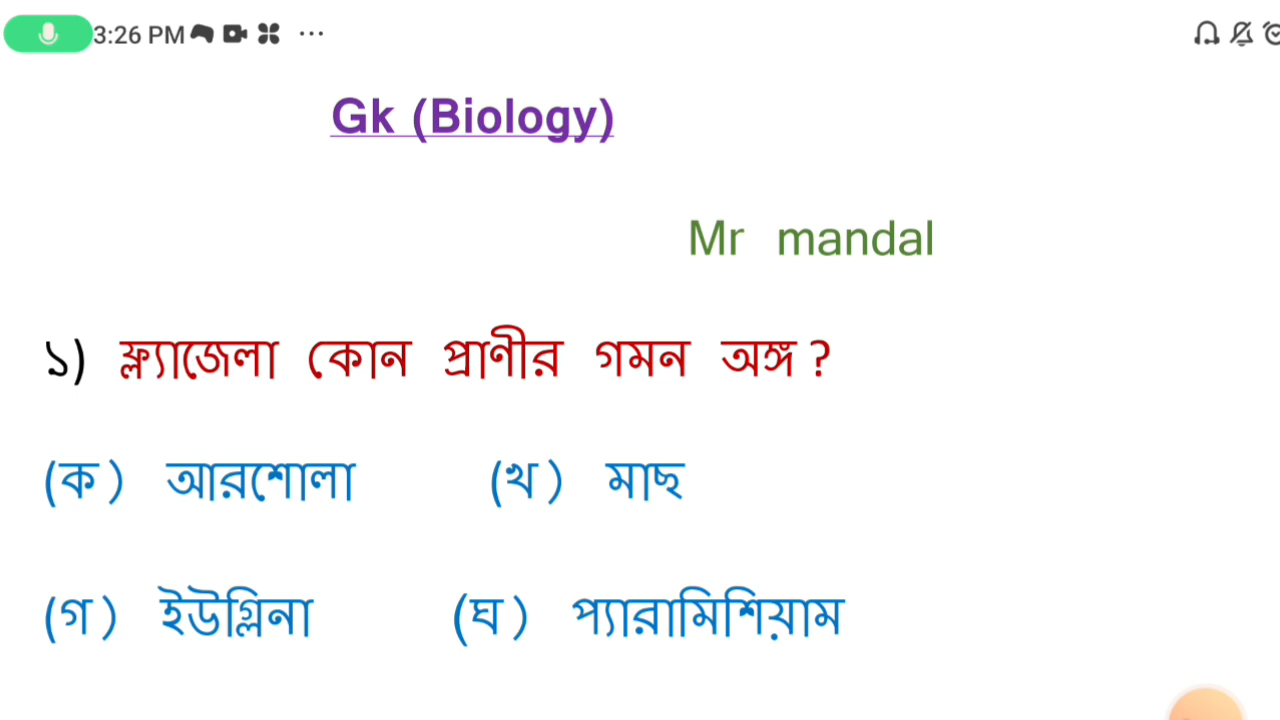 3:26 PM ...
Gk (Biology)
Mr mandal
১) ফ্ল্যাজেলা কোন প্রাণীর গমন অঙ্গ ?
(ক) আরশোলা (খ) মাছ
(গ) ইউগ্লিনা (ঘ) প্যারামিশিয়াম